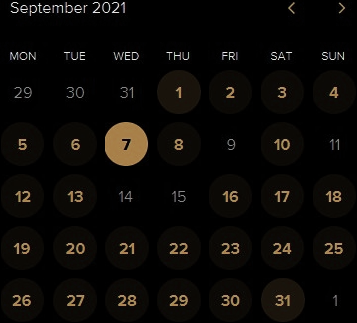 September 2021
MON TUE WED THU FRI SAT SUN
29 30 31 1 2 3 4
5 6 7 8 9 10 11
12 13 14 15 16 17 18
19 20 21 22 23 24 25
26 27 28 29 30 31 1